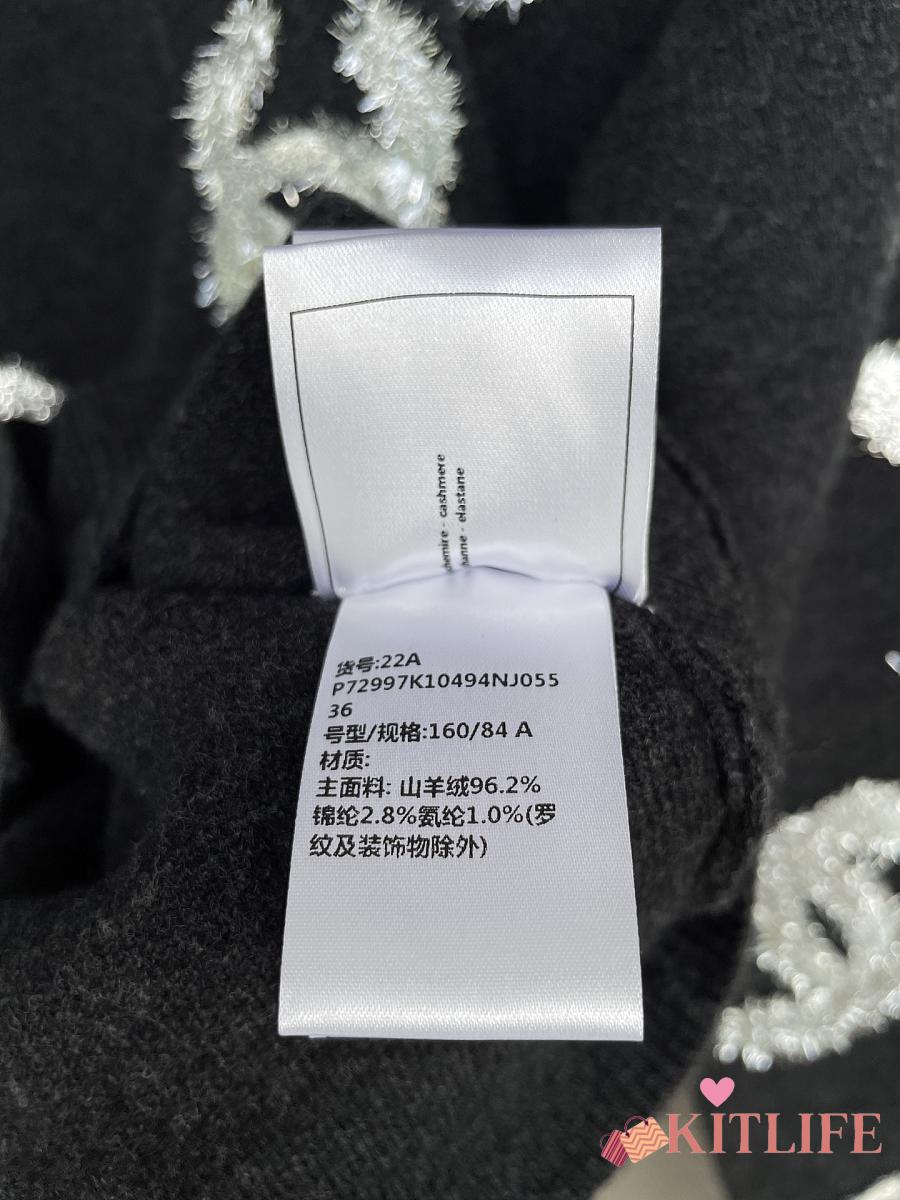 cashmere
elastane
货号:22A
P72997K10494NJ055
36
号型/规格:160/84 A
材质:
主面料: 山羊绒96.2%
锦纶2.8%氨纶1.0%(罗
纹及装饰物除外)
KITLIFE